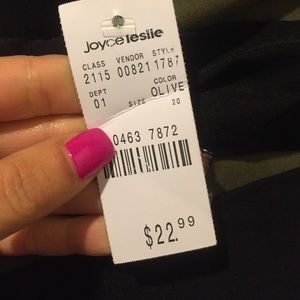 joyce leslie
CLASS VENDOR STYLE
2115 00821 1787
DEPT COLOR
01 OLIVE
SIZE 20
0463 7872
$22.99